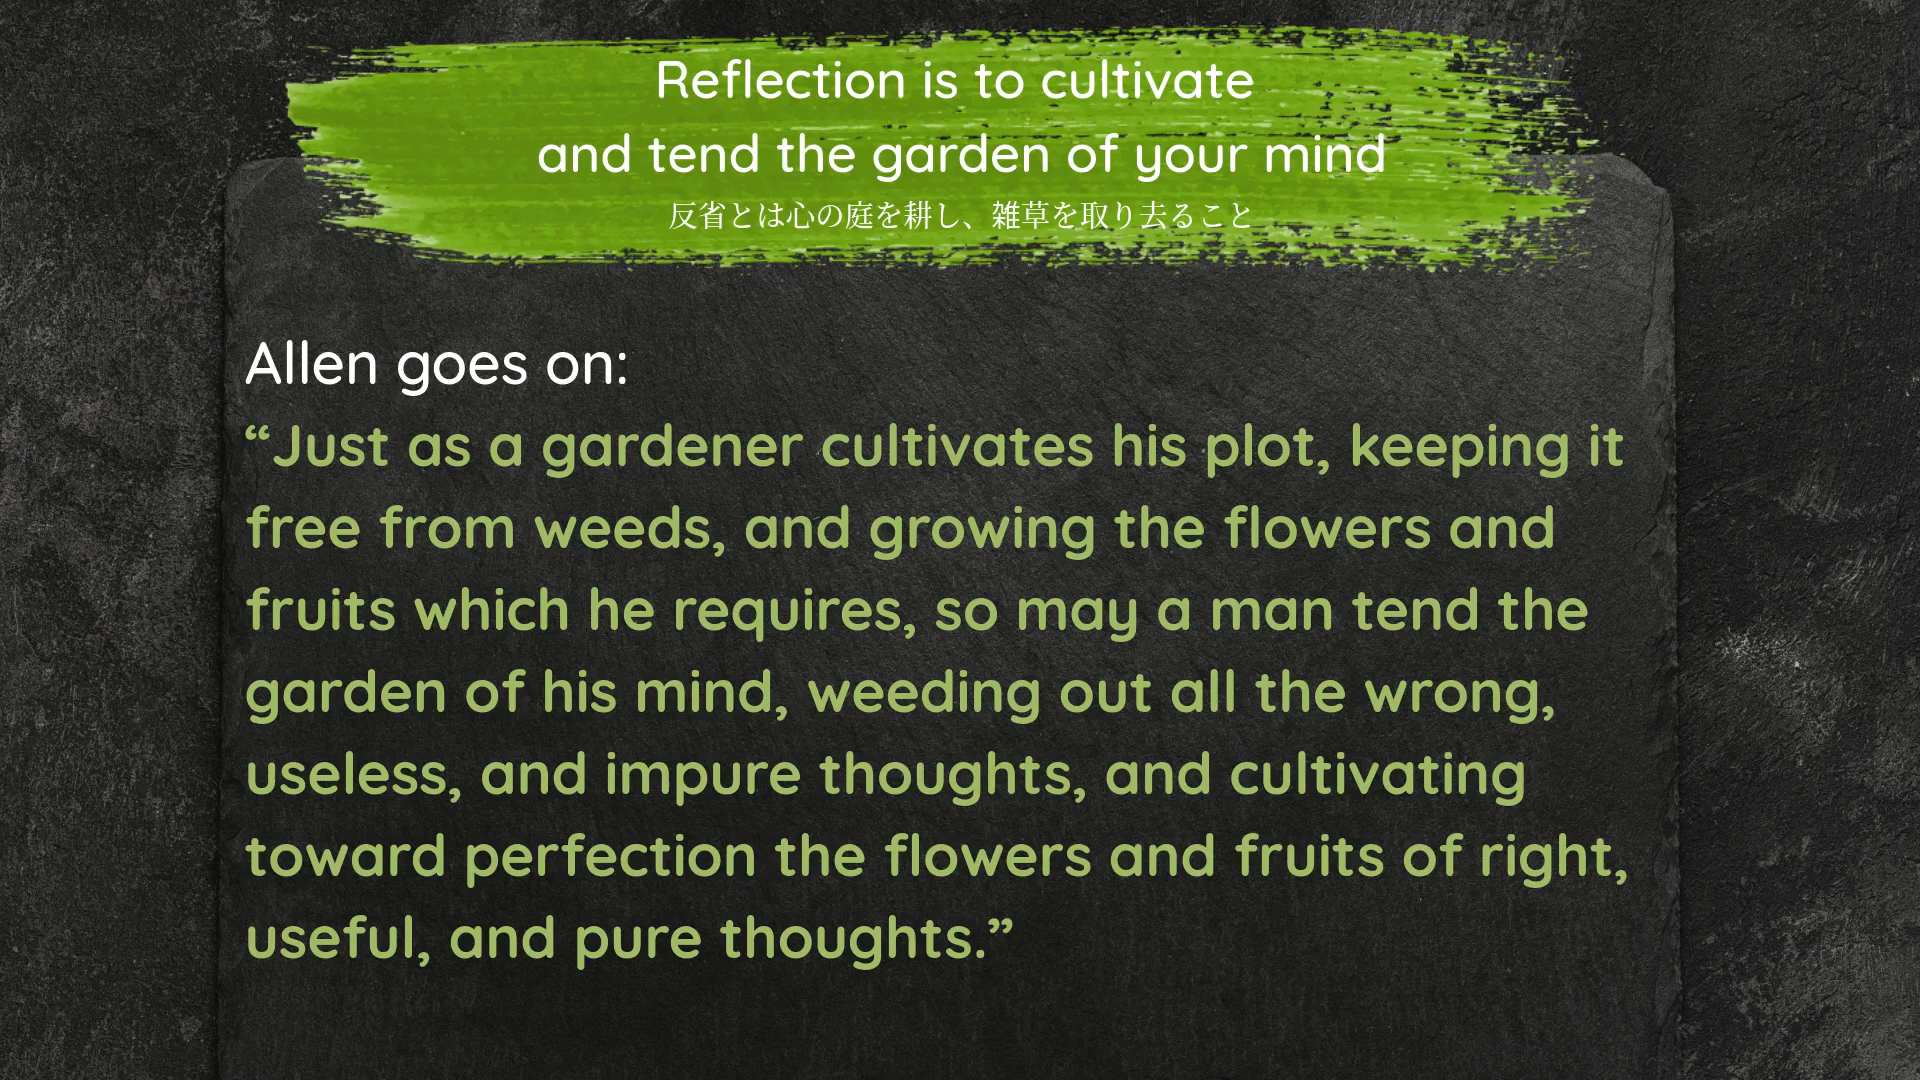 Reflection is to cultivate
and tend the garden of your mind
反省とは心の庭を耕し、雑草を取り去ること
Allen goes on:
“Just as a gardener cultivates his plot, keeping it
free from weeds, and growing the flowers and
fruits which he requires, so may a man tend the
garden of his mind, weeding out all the wrong,
useless, and impure thoughts, and cultivating
toward perfection the flowers and fruits of right,
useful, and pure thoughts.”